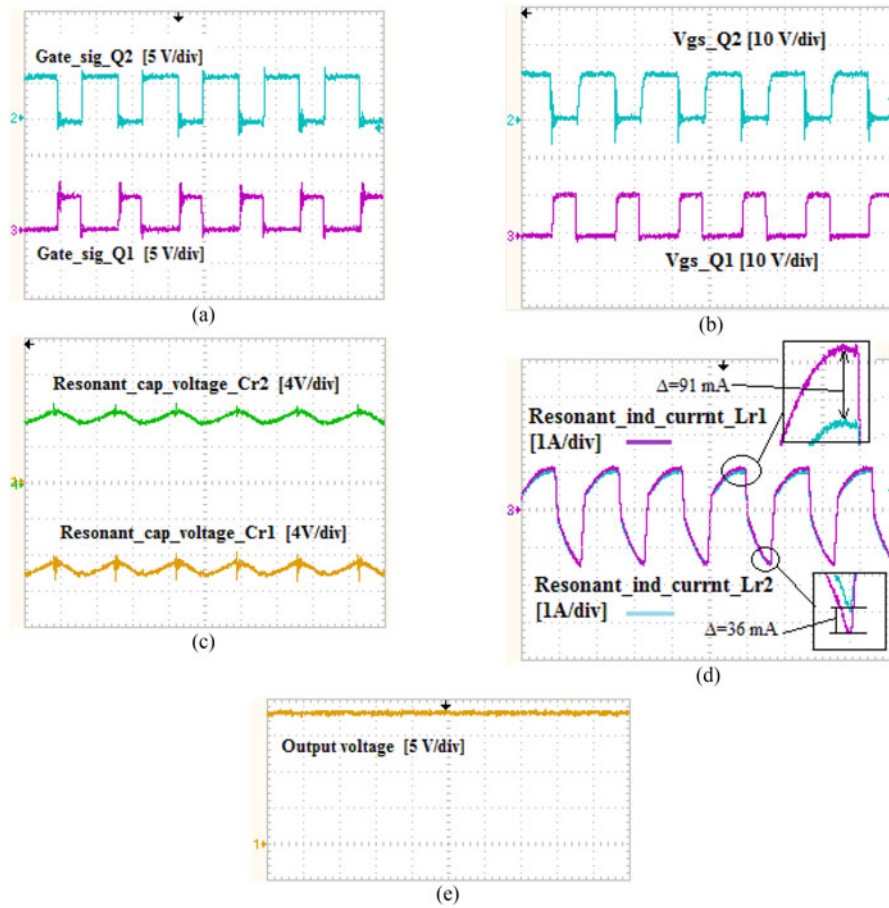 Gate_sig_Q2 [5 V/div]
2
3
Gate_sig_Q1 [5 V/div]
(a)
Vgs_Q2 [10 V/div]
2
3
Vgs_Q1 [10 V/div]
(b)
Resonant_cap_voltage_Cr2 [4V/div]
Resonant_cap_voltage_Cr1 [4V/div]
(c)
Δ=91 mA
Resonant_ind_currnt_Lr1
[1A/div]
3
Resonant_ind_currnt_Lr2
[1A/div]
Δ=36 mA
(d)
Output voltage [5 V/div]
1
(e)